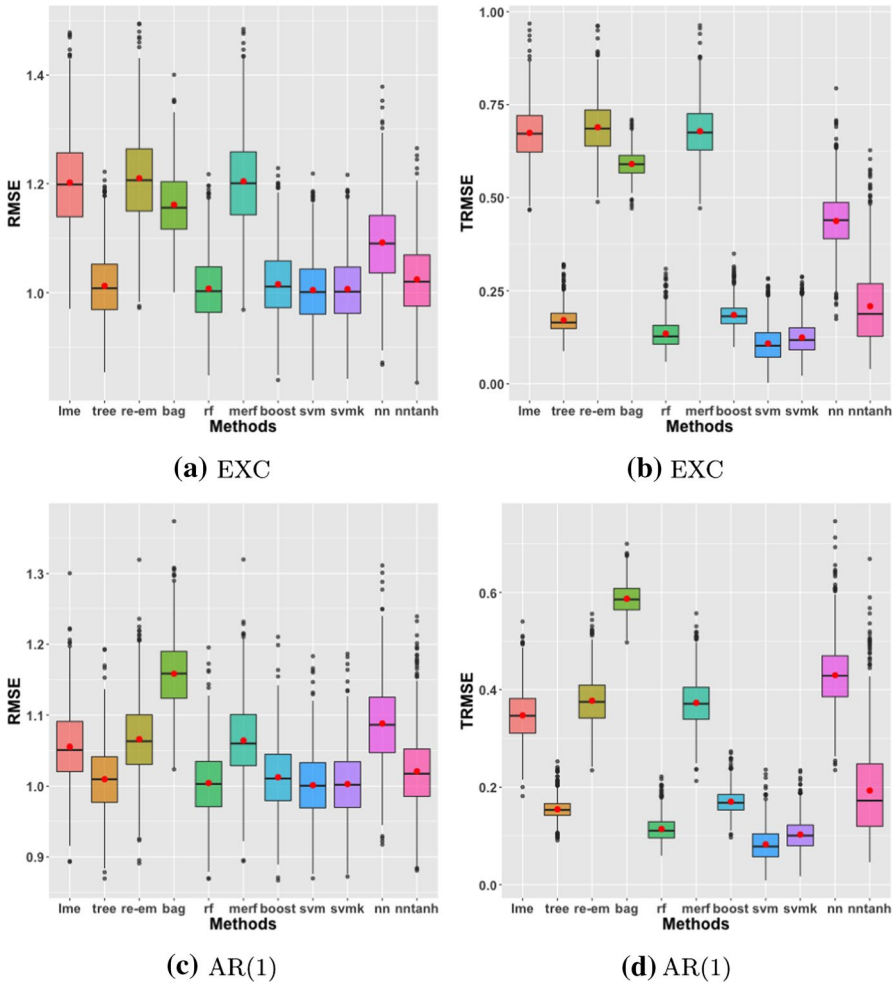 RMSE
1.4
1.2
1.0
lme tree re-em bag rf merf boost svm svmk nn nntanh
Methods
(a) EXC
TRMSE
1.00
0.75
0.50
0.25
0.00
lme tree re-em bag rf merf boost svm svmk nn nntanh
Methods
(b) EXC
RMSE
1.3
1.2
1.1
1.0
0.9
lme tree re-em bag rf merf boost svm svmk nn nntanh
Methods
(c) AR(1)
TRMSE
0.6
0.4
0.2
0.0
lme tree re-em bag rf merf boost svm svmk nn nntanh
Methods
(d) AR(1)